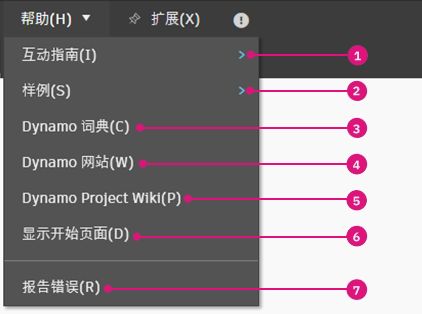 帮助(H) 扩展(X)
互动指南(I) 1
样例(S) 2
Dynamo 词典(C) 3
Dynamo 网站(W) 4
Dynamo Project Wiki(P) 5
显示开始页面(D) 6
报告错误(R) 7